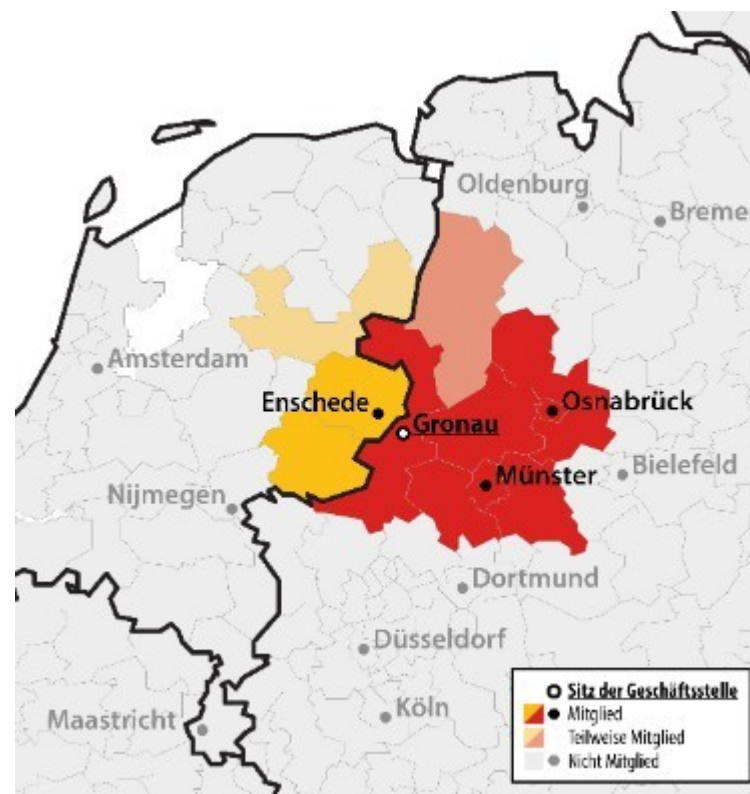 Oldenburg
Breme
Amsterdam
Enschede
Osnabrück
Gronau
Bielefeld
Münster
Nijmegen
Dortmund
Düsseldorf
Köln
Maastricht
Sitz der Geschäftsstelle
Mitglied
Teilweise Mitglied
Nicht Mitglied